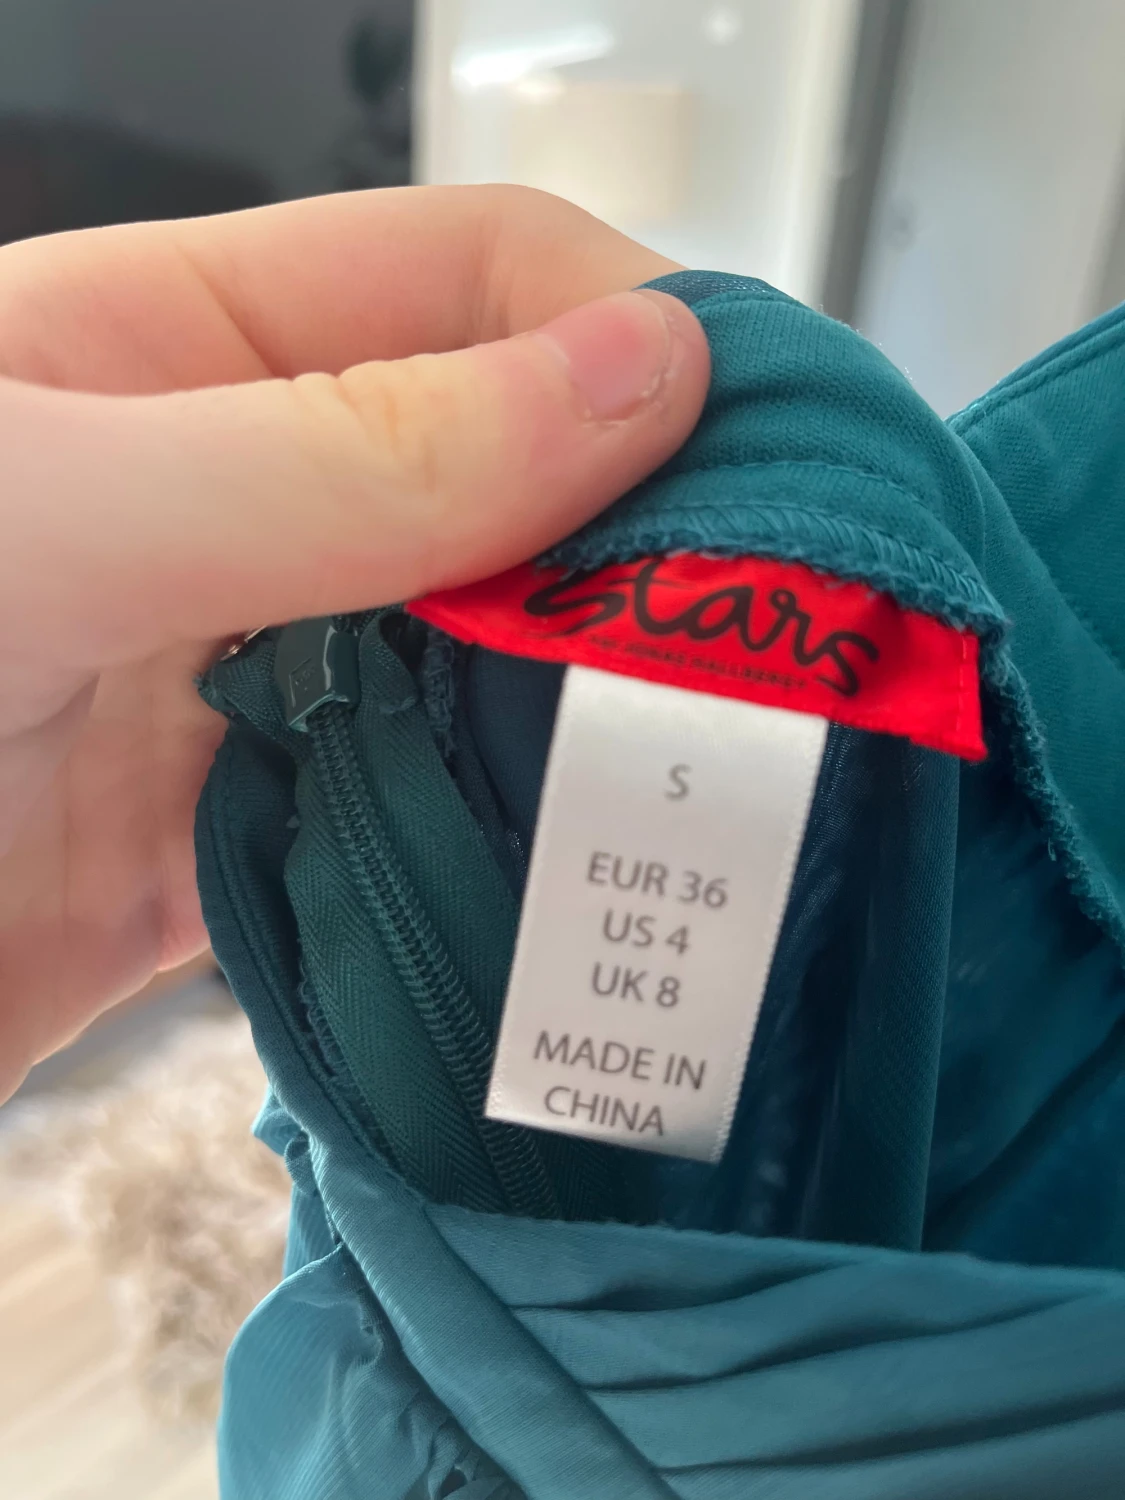 Stars
S
EUR 36
US 4
UK 8
MADE IN
CHINA